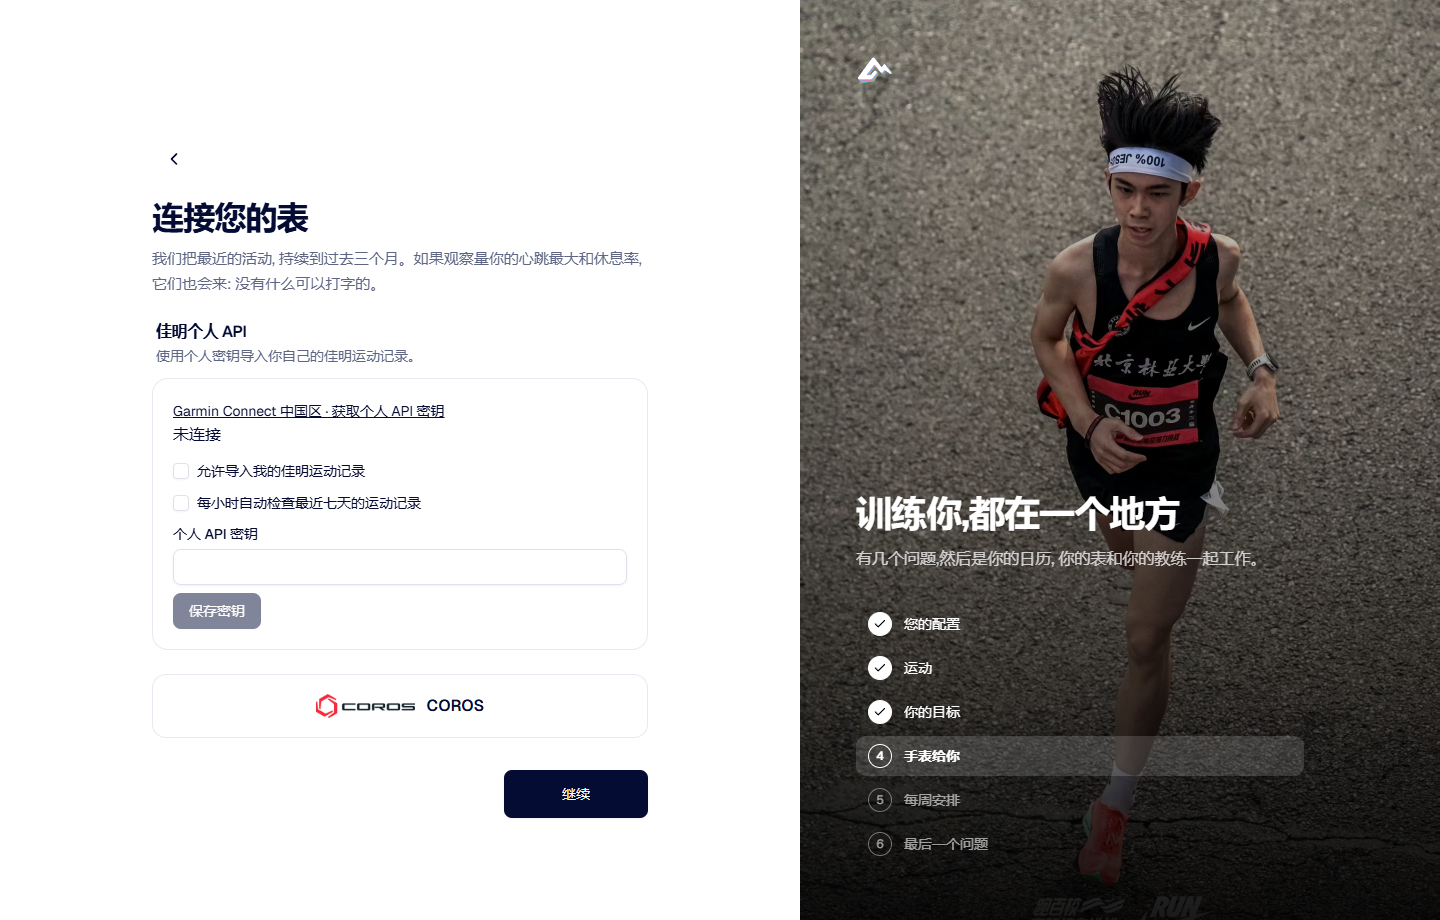 连接您的表
我们把最近的活动, 持续到过去三个月。如果观察量你的心跳最大和休息率,
它们也会来: 没有什么可以打字的。
佳明个人 API
使用个人密钥导入你自己的佳明运动记录。
Garmin Connect 中国区 · 获取个人 API 密钥
未连接
允许导入我的佳明运动记录
每小时自动检查最近七天的运动记录
个人 API 密钥
保存密钥
COROS COROS
继续
100% JESUS
北京林业大学
RUN
1003
训练你,都在一个地方
有几个问题,然后是你的日历, 你的表和你的教练一起工作。
您的配置
运动
你的目标
4 手表给你
5 每周安排
6 最后一个问题
RUN